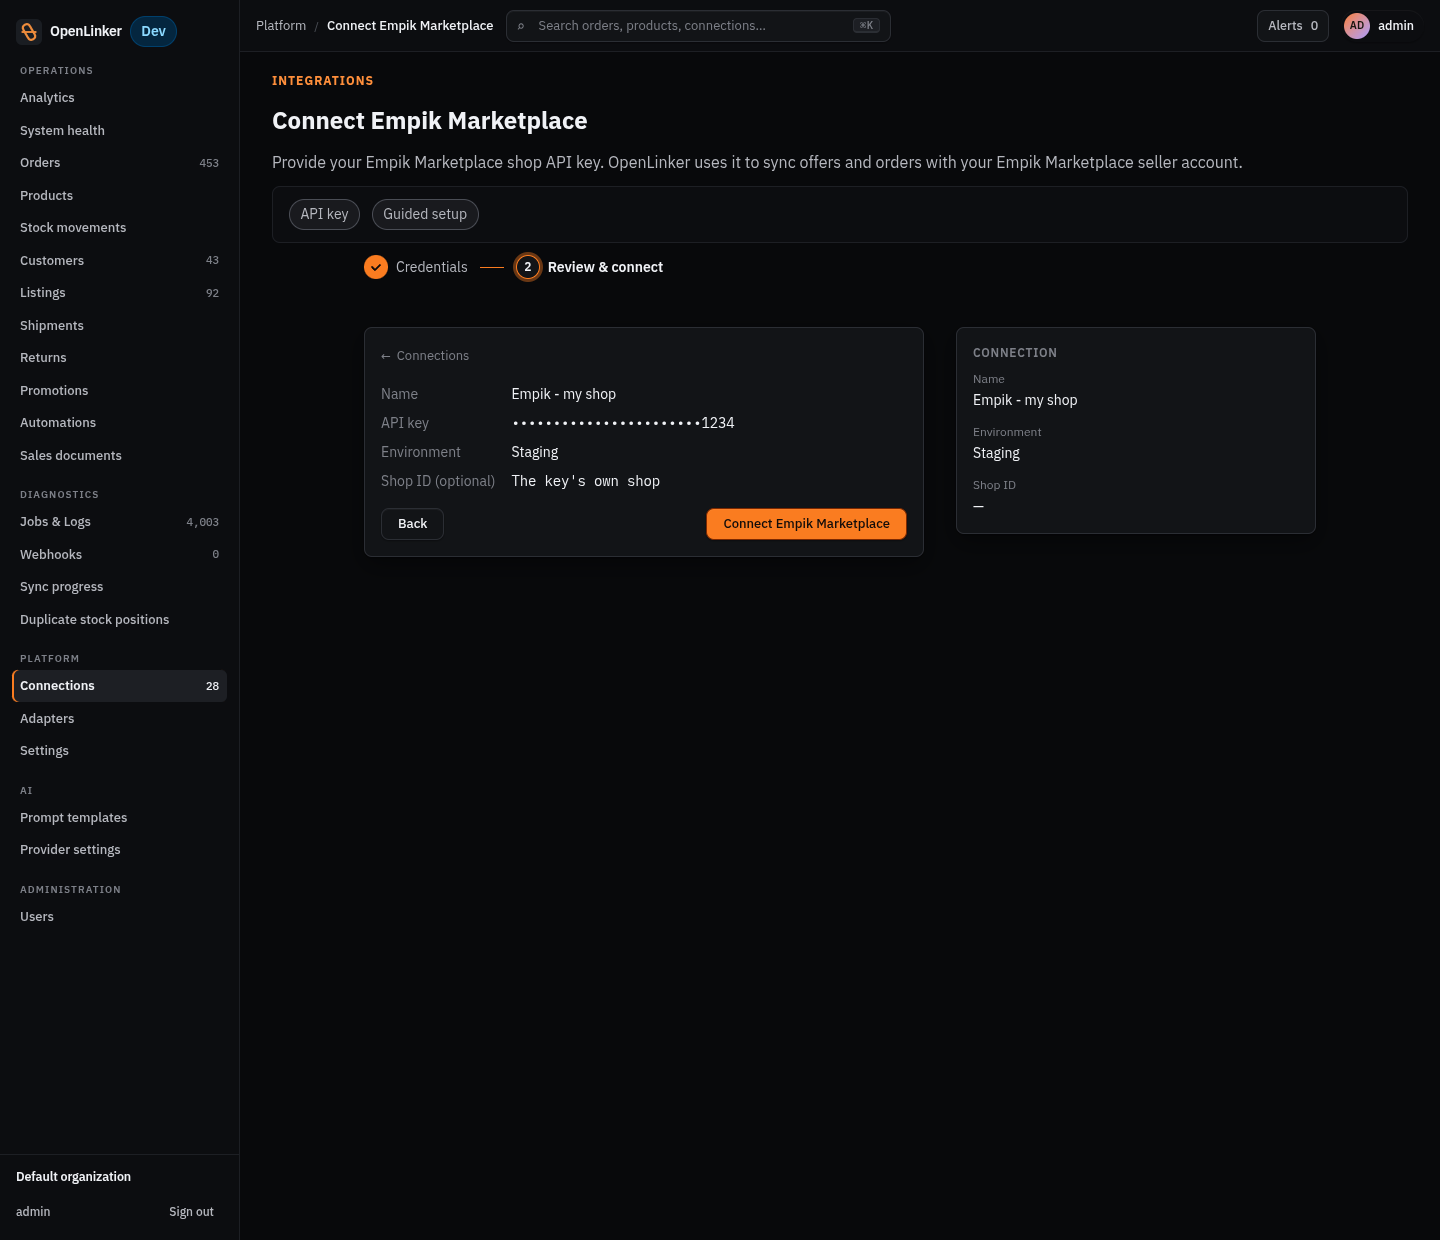 OpenLinker Dev
OPERATIONS
Analytics
System health
Orders 453
Products
Stock movements
Customers 43
Listings 92
Shipments
Returns
Promotions
Automations
Sales documents
DIAGNOSTICS
Jobs & Logs 4,003
Webhooks 0
Sync progress
Duplicate stock positions
PLATFORM
Connections 28
Adapters
Settings
AI
Prompt templates
Provider settings
ADMINISTRATION
Users
Default organization
admin Sign out
Platform / Connect Empik Marketplace
Search orders, products, connections... ⌘K
Alerts 0
AD admin
INTEGRATIONS
Connect Empik Marketplace
Provide your Empik Marketplace shop API key. OpenLinker uses it to sync offers and orders with your Empik Marketplace seller account.
API key Guided setup
Credentials 2 Review & connect
← Connections
Name Empik - my shop
API key •••••••••••••••••••••••1234
Environment Staging
Shop ID (optional) The key's own shop
Back Connect Empik Marketplace
CONNECTION
Name
Empik - my shop
Environment
Staging
Shop ID
—